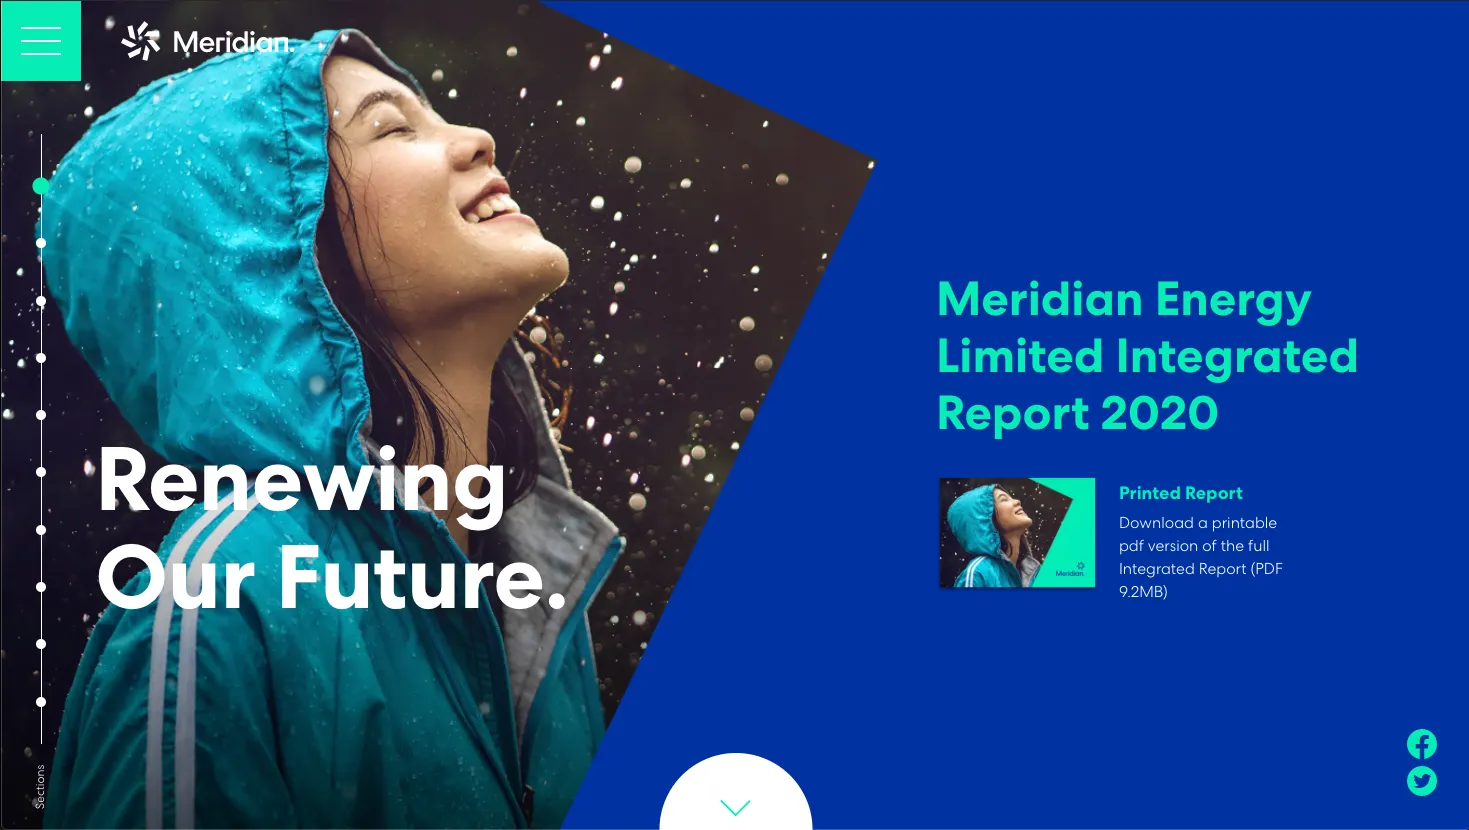 Meridian.
Renewing
Our Future.
Meridian Energy
Limited Integrated
Report 2020
Printed Report
Download a printable
pdf version of the full
Integrated Report (PDF
9.2MB)
Meridian.
Sections